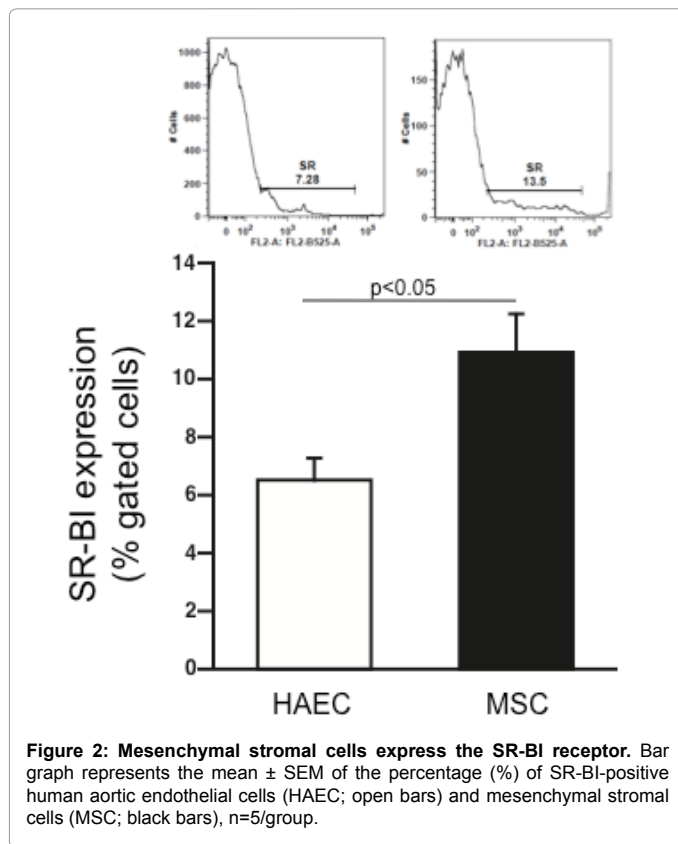 1000
800
600
400
200
0
# Cells
SR
7.28
0 10² 10³ 10⁴ 10⁵
FL2-A: FL2-B525-A
150
100
50
0
# Cells
SR
13.5
0 10² 10³ 10⁴ 10⁵
FL2-A: FL2-B525-A
SR-BI expression
(% gated cells)
14
12
10
8
6
4
2
0
p<0.05
HAEC MSC
Figure 2: Mesenchymal stromal cells express the SR-BI receptor. Bar
graph represents the mean ± SEM of the percentage (%) of SR-BI-positive
human aortic endothelial cells (HAEC; open bars) and mesenchymal stromal
cells (MSC; black bars), n=5/group.